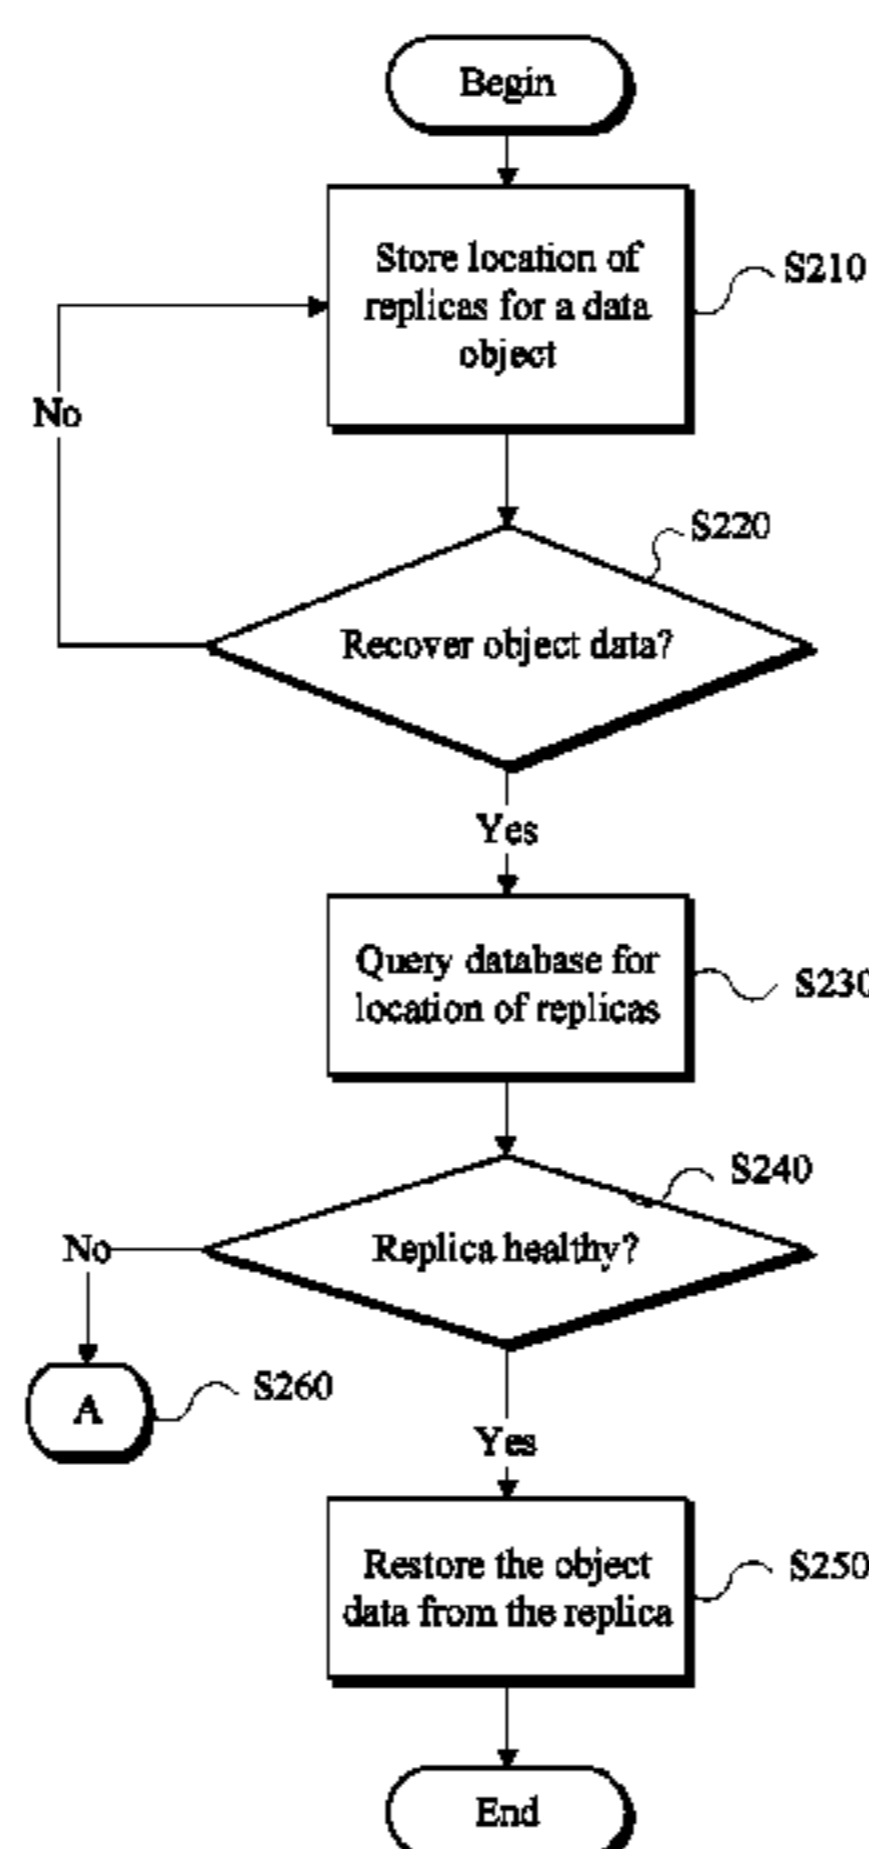 Begin
Store location of
replicas for a data
object
S210
No
S220
Recover object data?
Yes
Query database for
location of replicas
S230
S240
Replica healthy?
No
A
S260
Yes
Restore the object
data from the replica
S250
End